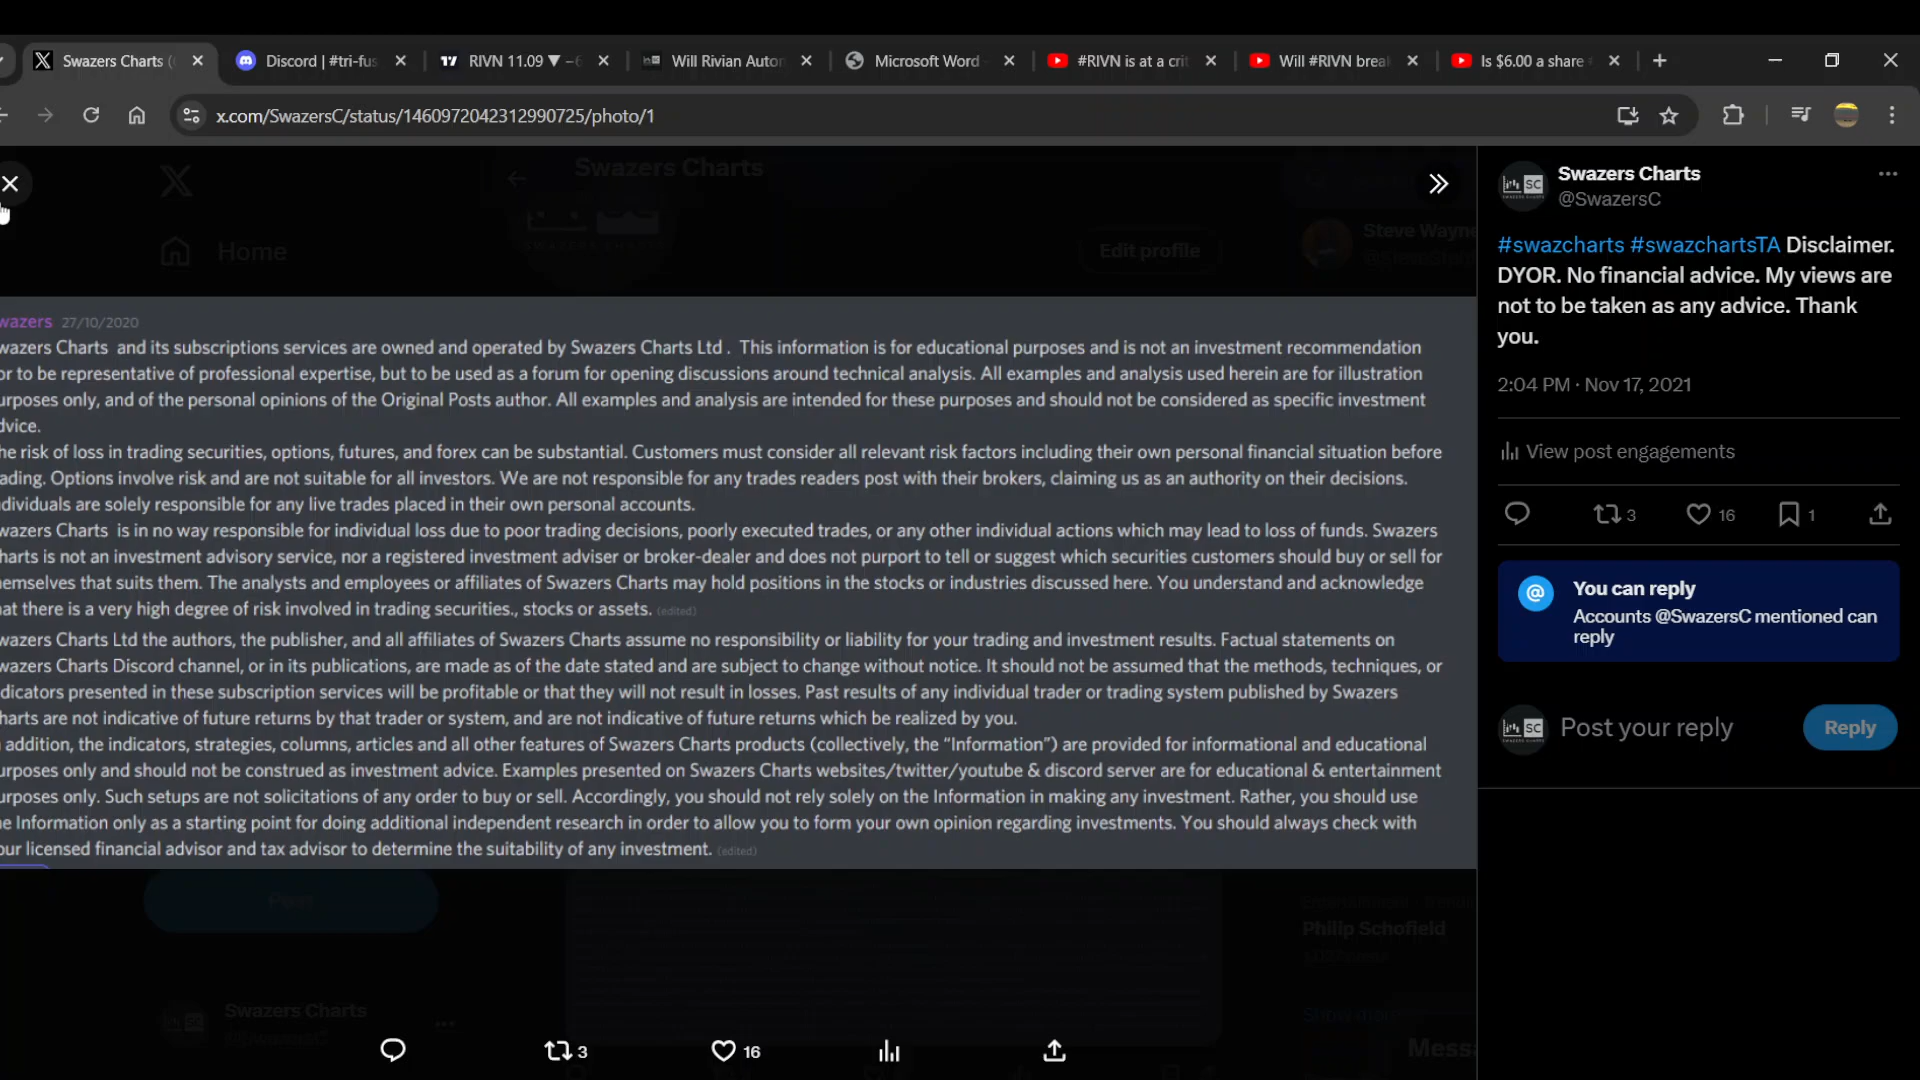 Swazers Charts (
Discord | #tri-fus
RIVN 11.09 ▼ −6
Will Rivian Autom
Microsoft Word -
#RIVN is at a crit
Will #RIVN brea
Is $6.00 a share
x.com/SwazersC/status/1460972042312990725/photo/1
Swazers Charts
Home
Edit profile
Steve Wayne
wazers 27/10/2020
wazers Charts and its subscriptions services are owned and operated by Swazers Charts Ltd . This information is for educational purposes and is not an investment recommendation
or to be representative of professional expertise, but to be used as a forum for opening discussions around technical analysis. All examples and analysis used herein are for illustration
urposes only, and of the personal opinions of the Original Posts author. All examples and analysis are intended for these purposes and should not be considered as specific investment
dvice.
he risk of loss in trading securities, options, futures, and forex can be substantial. Customers must consider all relevant risk factors including their own personal financial situation before
ading. Options involve risk and are not suitable for all investors. We are not responsible for any trades readers post with their brokers, claiming us as an authority on their decisions.
dividuals are solely responsible for any live trades placed in their own personal accounts.
wazers Charts is in no way responsible for individual loss due to poor trading decisions, poorly executed trades, or any other individual actions which may lead to loss of funds. Swazers
harts is not an investment advisory service, nor a registered investment adviser or broker-dealer and does not purport to tell or suggest which securities customers should buy or sell for
emselves that suits them. The analysts and employees or affiliates of Swazers Charts may hold positions in the stocks or industries discussed here. You understand and acknowledge
at there is a very high degree of risk involved in trading securities., stocks or assets. (edited)
wazers Charts Ltd the authors, the publisher, and all affiliates of Swazers Charts assume no responsibility or liability for your trading and investment results. Factual statements on
wazers Charts Discord channel, or in its publications, are made as of the date stated and are subject to change without notice. It should not be assumed that the methods, techniques, or
dicators presented in these subscription services will be profitable or that they will not result in losses. Past results of any individual trader or trading system published by Swazers
harts are not indicative of future returns by that trader or system, and are not indicative of future returns which be realized by you.
addition, the indicators, strategies, columns, articles and all other features of Swazers Charts products (collectively, the “Information”) are provided for informational and educational
urposes only and should not be construed as investment advice. Examples presented on Swazers Charts websites/twitter/youtube & discord server are for educational & entertainment
urposes only. Such setups are not solicitations of any order to buy or sell. Accordingly, you should not rely solely on the Information in making any investment. Rather, you should use
e Information only as a starting point for doing additional independent research in order to allow you to form your own opinion regarding investments. You should always check with
our licensed financial advisor and tax advisor to determine the suitability of any investment. (edited)
Post
Philip Schofield
Show more
Swazers Charts
@SwazersC
Messa
3
16
SC
Swazers Charts
@SwazersC
#swazcharts #swazchartsTA Disclaimer.
DYOR. No financial advice. My views are
not to be taken as any advice. Thank
you.
2:04 PM · Nov 17, 2021
View post engagements
3
16
1
You can reply
Accounts @SwazersC mentioned can
reply
SC
Post your reply
Reply